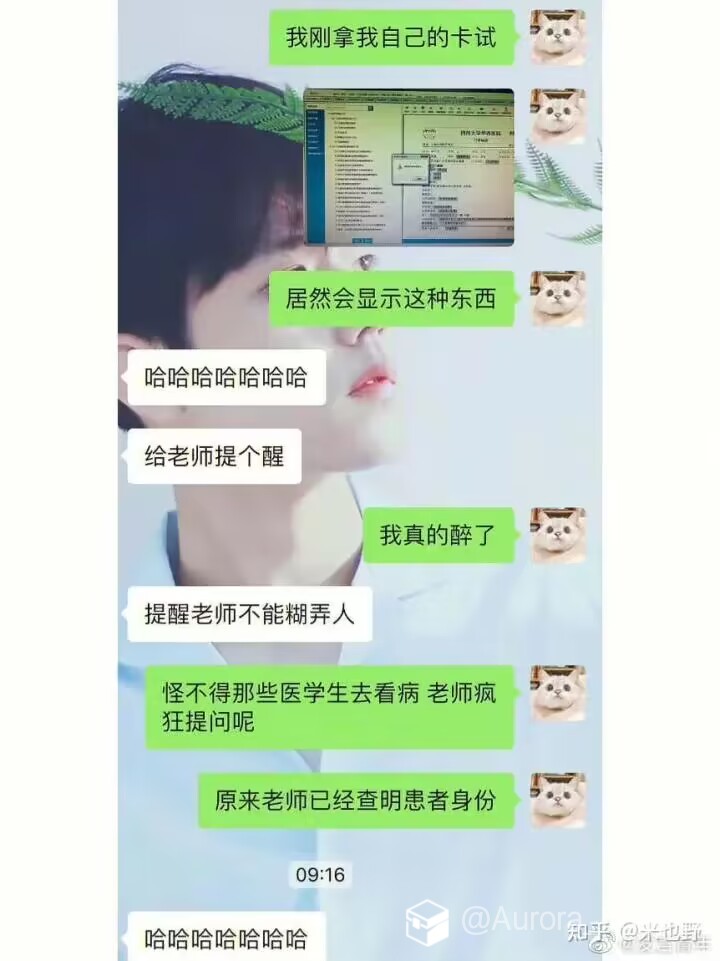 我刚拿我自己的卡试
居然会显示这种东西
哈哈哈哈哈哈哈
给老师提个醒
我真的醉了
提醒老师不能糊弄人
怪不得那些医学生去看病 老师疯
狂提问呢
原来老师已经查明患者身份
09:16
哈哈哈哈哈哈哈
@Aurora
知乎 @米也野